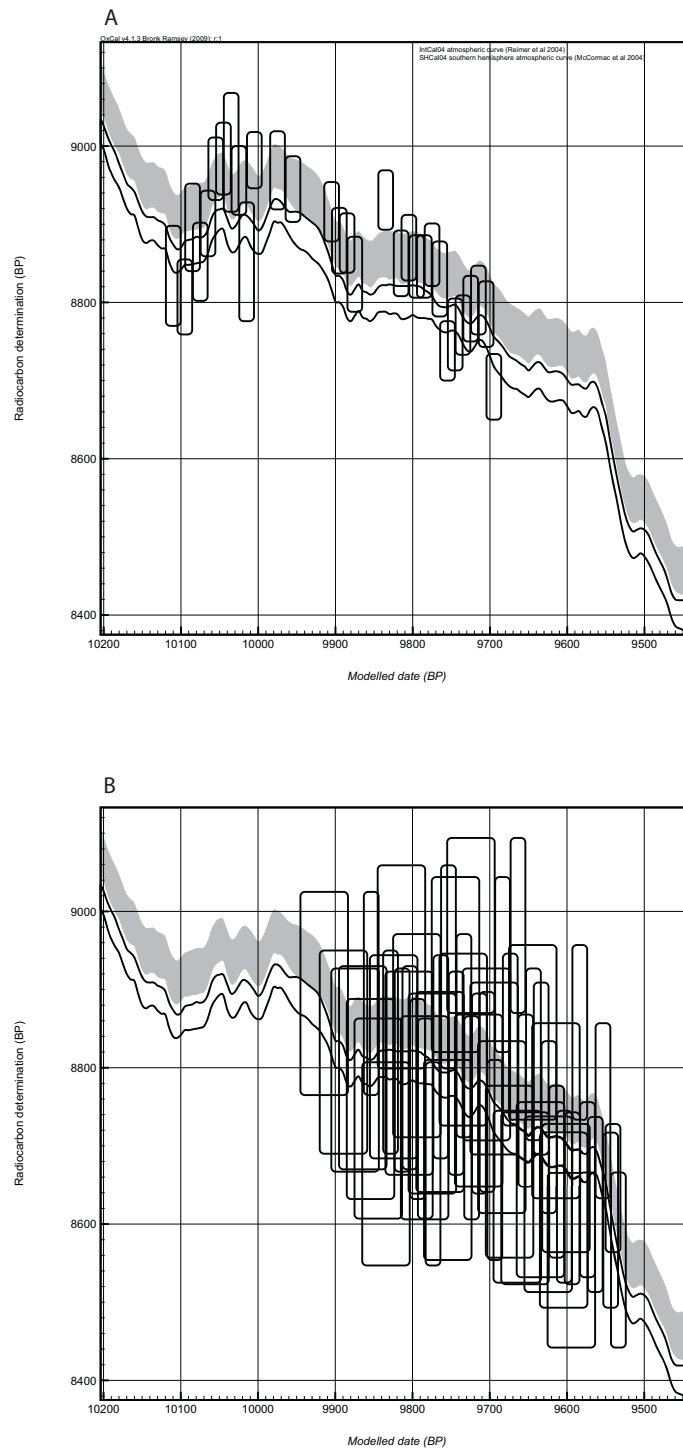 A
OxCal v4.1.3 Bronk Ramsey (2009); r:1
IntCal04 atmospheric curve (Reimer et al 2004)
SHCal04 southern hemisphere atmospheric curve (McCormac et al 2004)
9000
8800
8600
8400
Radiocarbon determination (BP)
10200 10100 10000 9900 9800 9700 9600 9500
Modelled date (BP)
B
9000
8800
8600
8400
Radiocarbon determination (BP)
10200 10100 10000 9900 9800 9700 9600 9500
Modelled date (BP)